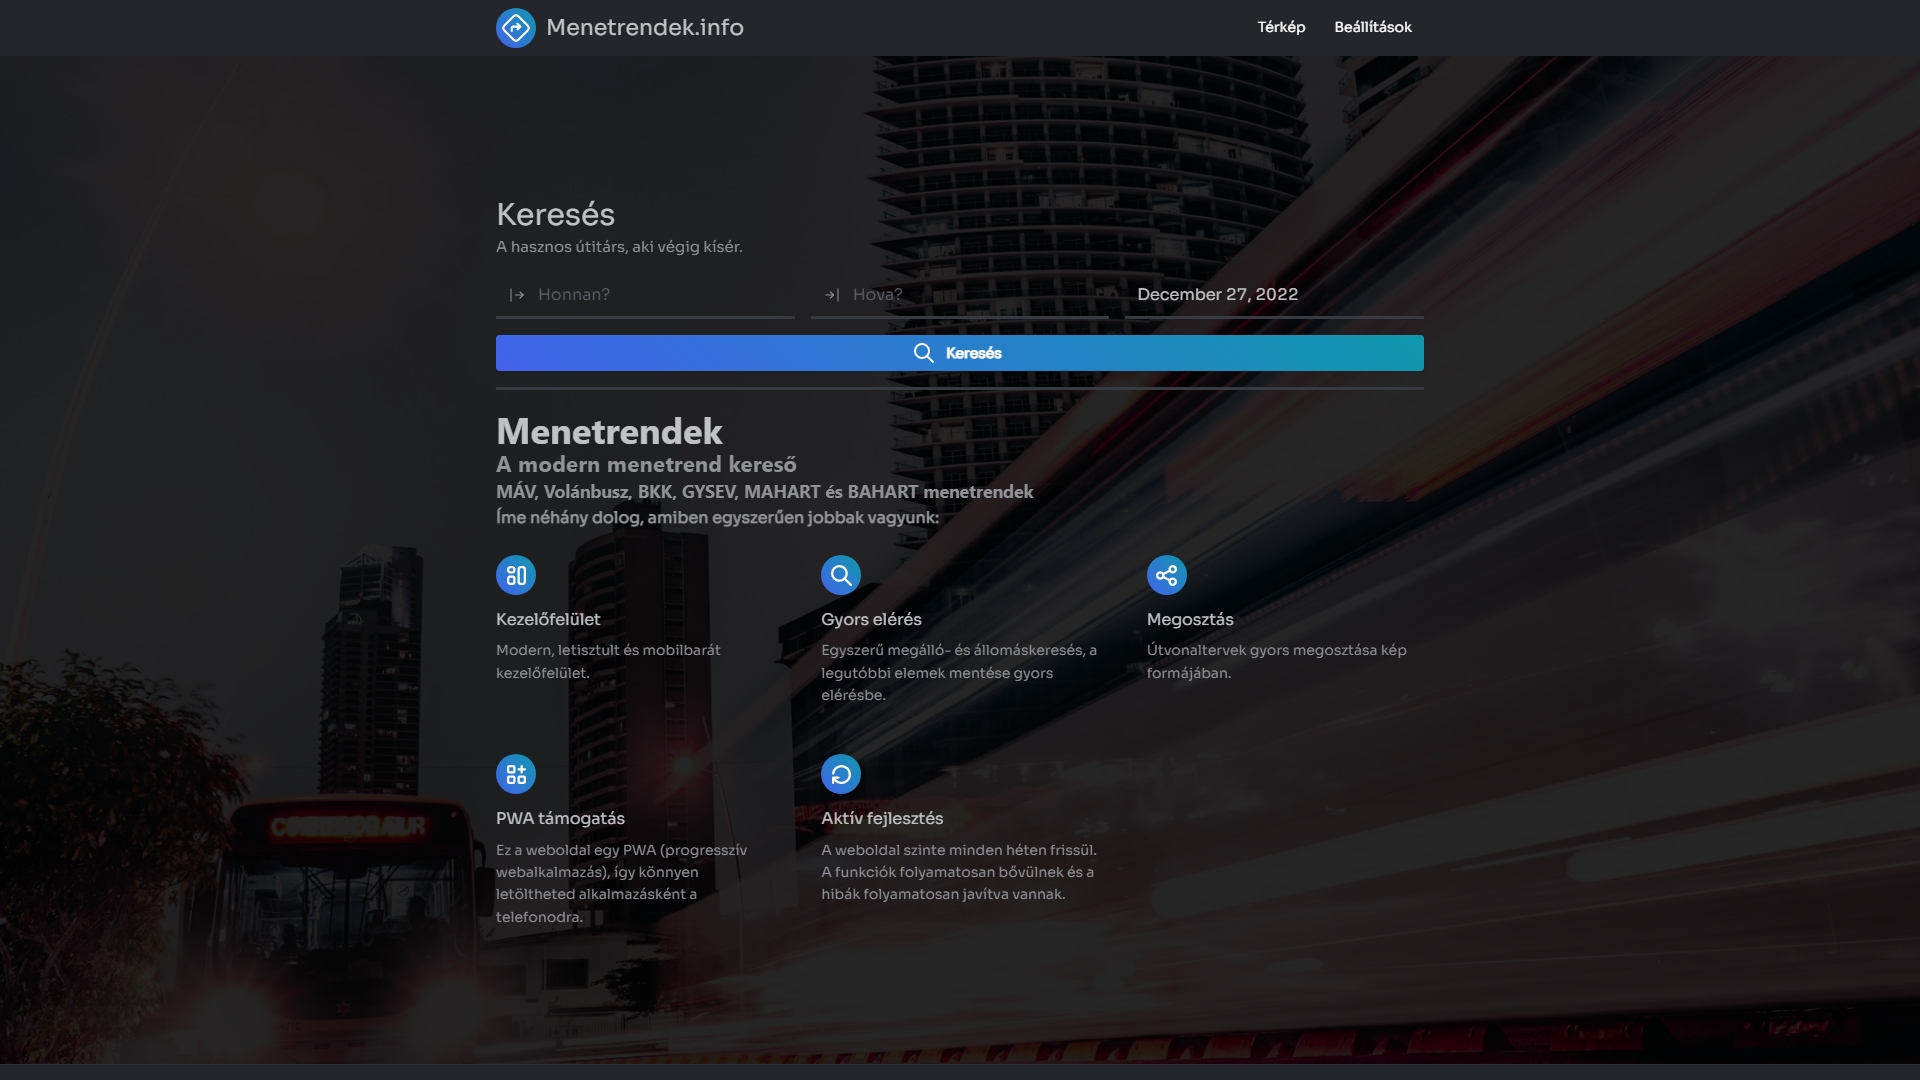 Menetrendek.info
Térkép
Beállítások
Keresés
A hasznos útitárs, aki végig kísér.
Honnan?
Hova?
December 27, 2022
Keresés
Menetrendek
A modern menetrend kereső
MÁV, Volánbusz, BKK, GYSEV, MAHART és BAHART menetrendek
Íme néhány dolog, amiben egyszerűen jobbak vagyunk:
Kezelőfelület
Modern, letisztult és mobilbarát
kezelőfelület.
Gyors elérés
Egyszerű megálló- és állomáskeresés, a
legutóbbi elemek mentése gyors
elérésbe.
Megosztás
Útvonaltervek gyors megosztása kép
formájában.
PWA támogatás
Ez a weboldal egy PWA (progresszív
webalkalmazás), így könnyen
letöltheted alkalmazásként a
telefonodra.
Aktív fejlesztés
A weboldal szinte minden héten frissül.
A funkciók folyamatosan bővülnek és a
hibák folyamatosan javítva vannak.